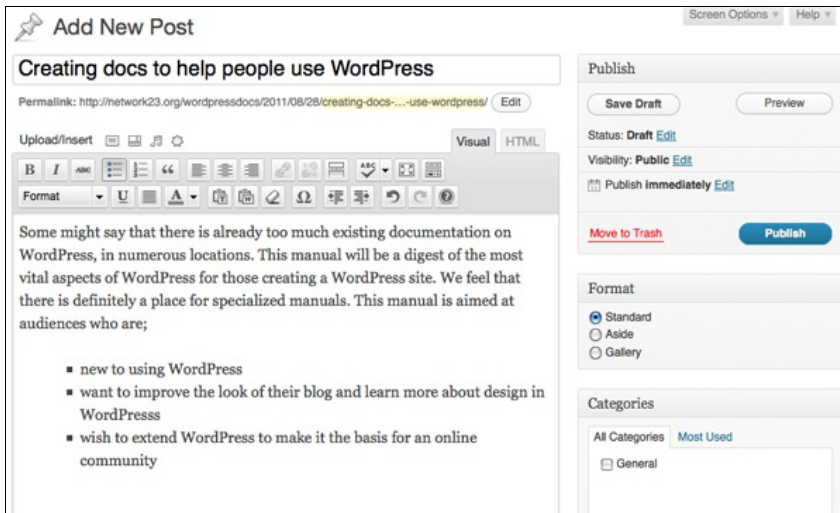 Screen Options Help
Add New Post
Creating docs to help people use WordPress
Permalink: http://network23.org/wordpressdocs/2011/08/28/creating-docs-...-use-wordpress/ Edit
Upload/Insert
Visual HTML
B I ABC “ ABC
Format U A Ω
Some might say that there is already too much existing documentation on
WordPress, in numerous locations. This manual will be a digest of the most
vital aspects of WordPress for those creating a WordPress site. We feel that
there is definitely a place for specialized manuals. This manual is aimed at
audiences who are;
new to using WordPress
want to improve the look of their blog and learn more about design in
WordPresss
wish to extend WordPress to make it the basis for an online
community
Publish
Save Draft Preview
Status: Draft Edit
Visibility: Public Edit
Publish immediately Edit
Move to Trash Publish
Format
Standard
Aside
Gallery
Categories
All Categories Most Used
General